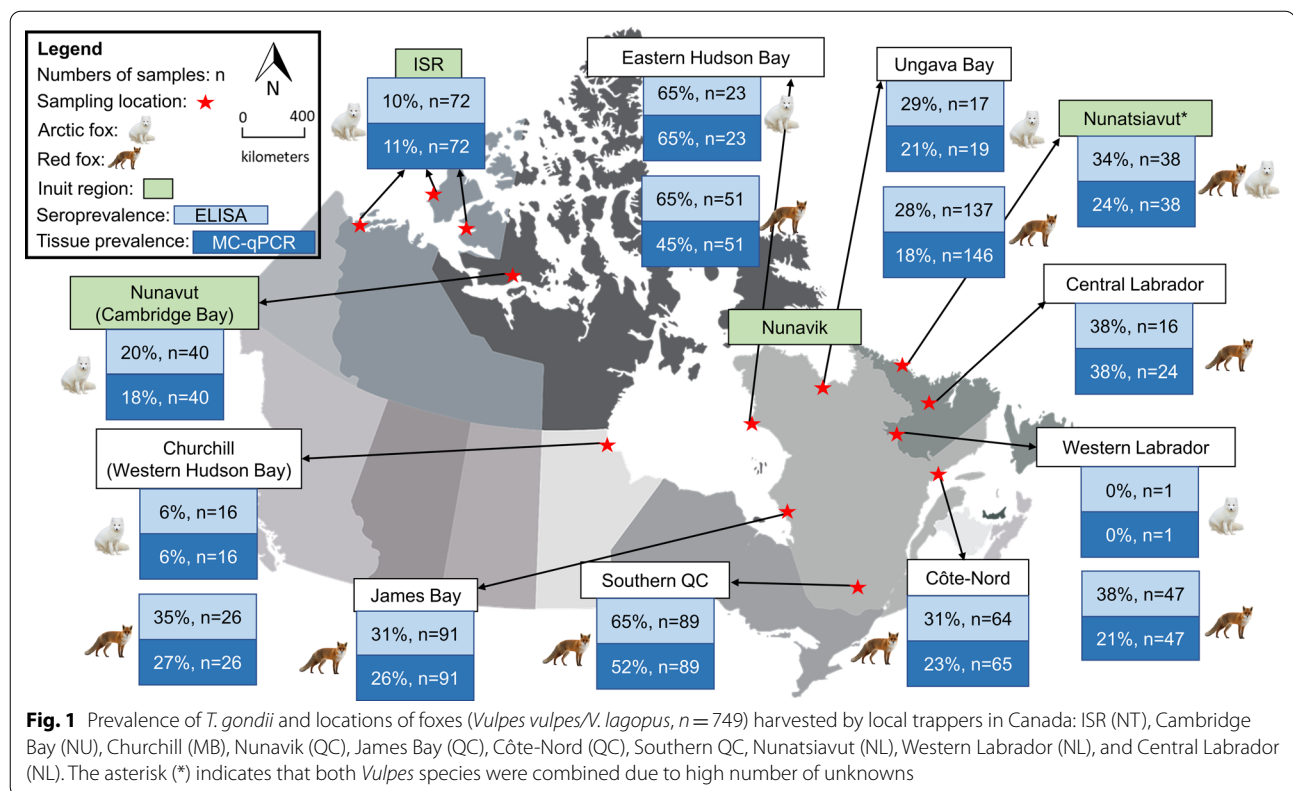 Legend
Numbers of samples: n
Sampling location:
Arctic fox:
Red fox:
Inuit region:
Seroprevalence: ELISA
Tissue prevalence: MC-qPCR
N
0 400
kilometers
ISR
10%, n=72
11%, n=72
Eastern Hudson Bay
65%, n=23
65%, n=23
65%, n=51
45%, n=51
Ungava Bay
29%, n=17
21%, n=19
28%, n=137
18%, n=146
Nunatsiavut*
34%, n=38
24%, n=38
Nunavut
(Cambridge Bay)
20%, n=40
18%, n=40
Nunavik
Central Labrador
38%, n=16
38%, n=24
Churchill
(Western Hudson Bay)
6%, n=16
6%, n=16
35%, n=26
27%, n=26
James Bay
31%, n=91
26%, n=91
Southern QC
65%, n=89
52%, n=89
Côte-Nord
31%, n=64
23%, n=65
Western Labrador
0%, n=1
0%, n=1
38%, n=47
21%, n=47
Fig. 1 Prevalence of T. gondii and locations of foxes (Vulpes vulpes/V. lagopus, n = 749) harvested by local trappers in Canada: ISR (NT), Cambridge
Bay (NU), Churchill (MB), Nunavik (QC), James Bay (QC), Côte-Nord (QC), Southern QC, Nunatsiavut (NL), Western Labrador (NL), and Central Labrador
(NL). The asterisk (*) indicates that both Vulpes species were combined due to high number of unknowns